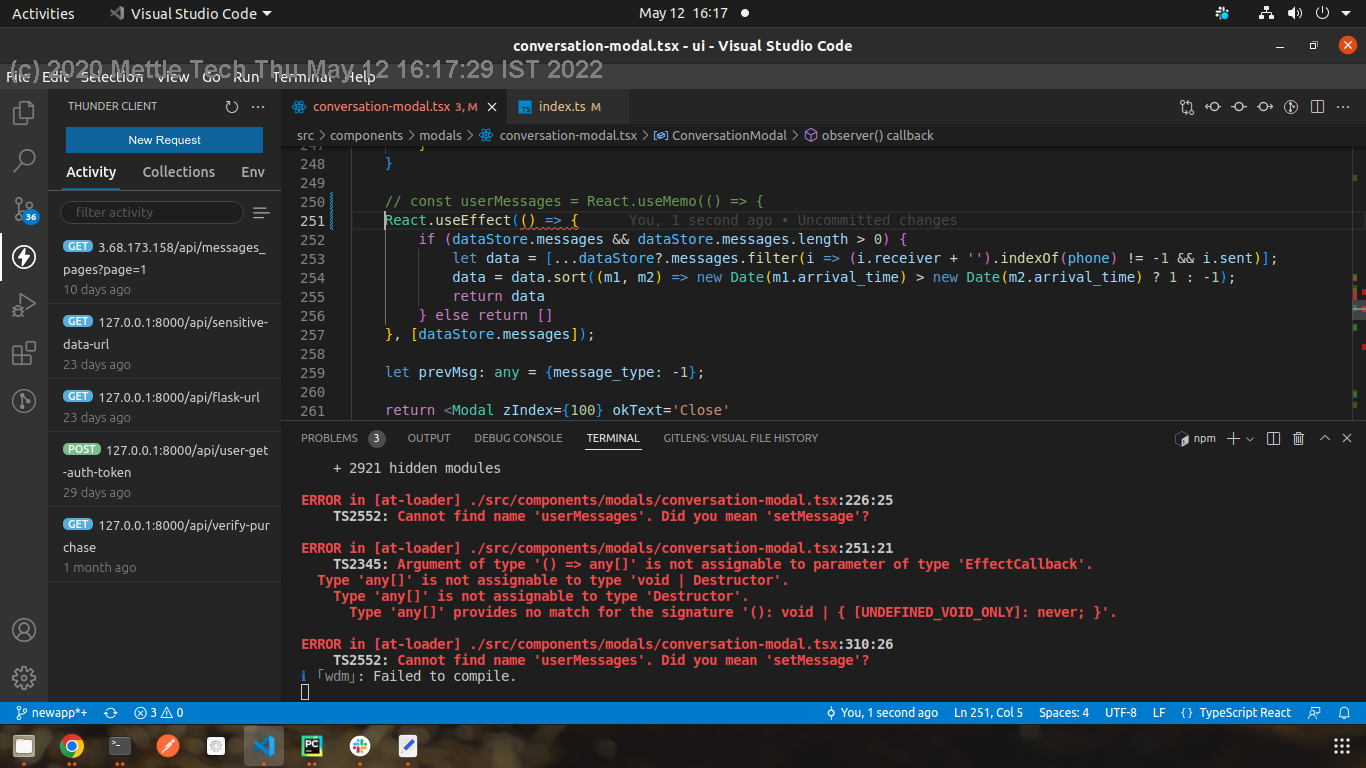 Activities
Visual Studio Code
May 12 16:17
conversation-modal.tsx - ui - Visual Studio Code
File Edit Selection View Go Run Terminal Help
(c) 2020 Mettle Tech Thu May 12 16:17:29 IST 2022
THUNDER CLIENT
New Request
Activity Collections Env
filter activity
GET 3.68.173.158/api/messages_
pages?page=1
10 days ago
GET 127.0.0.1:8000/api/sensitive-
data-url
23 days ago
GET 127.0.0.1:8000/api/flask-url
23 days ago
POST 127.0.0.1:8000/api/user-get
-auth-token
29 days ago
GET 127.0.0.1:8000/api/verify-pur
chase
1 month ago
36
conversation-modal.tsx 3, M
TS index.ts M
src > components > modals > conversation-modal.tsx > ConversationModal > observer() callback
247 }
248 }
249
250 // const userMessages = React.useMemo(() => {
251 React.useEffect(() => { You, 1 second ago • Uncommitted changes
252 if (dataStore.messages && dataStore.messages.length > 0) {
253 let data = [...dataStore?.messages.filter(i => (i.receiver + '').indexOf(phone) != -1 && i.sent)];
254 data = data.sort((m1, m2) => new Date(m1.arrival_time) > new Date(m2.arrival_time) ? 1 : -1);
255 return data
256 } else return []
257 }, [dataStore.messages]);
258
259 let prevMsg: any = {message_type: -1};
260
261 return <Modal zIndex={100} okText='Close'
PROBLEMS 3 OUTPUT DEBUG CONSOLE TERMINAL GITLENS: VISUAL FILE HISTORY
npm
+ 2921 hidden modules
ERROR in [at-loader] ./src/components/modals/conversation-modal.tsx:226:25
TS2552: Cannot find name 'userMessages'. Did you mean 'setMessage'?
ERROR in [at-loader] ./src/components/modals/conversation-modal.tsx:251:21
TS2345: Argument of type '() => any[]' is not assignable to parameter of type 'EffectCallback'.
Type 'any[]' is not assignable to type 'void | Destructor'.
Type 'any[]' is not assignable to type 'Destructor'.
Type 'any[]' provides no match for the signature '(): void | { [UNDEFINED_VOID_ONLY]: never; }'.
ERROR in [at-loader] ./src/components/modals/conversation-modal.tsx:310:26
TS2552: Cannot find name 'userMessages'. Did you mean 'setMessage'?
ℹ ｢wdm｣: Failed to compile.
newapp*+ 3 0
You, 1 second ago Ln 251, Col 5 Spaces: 4 UTF-8 LF {} TypeScript React
PC